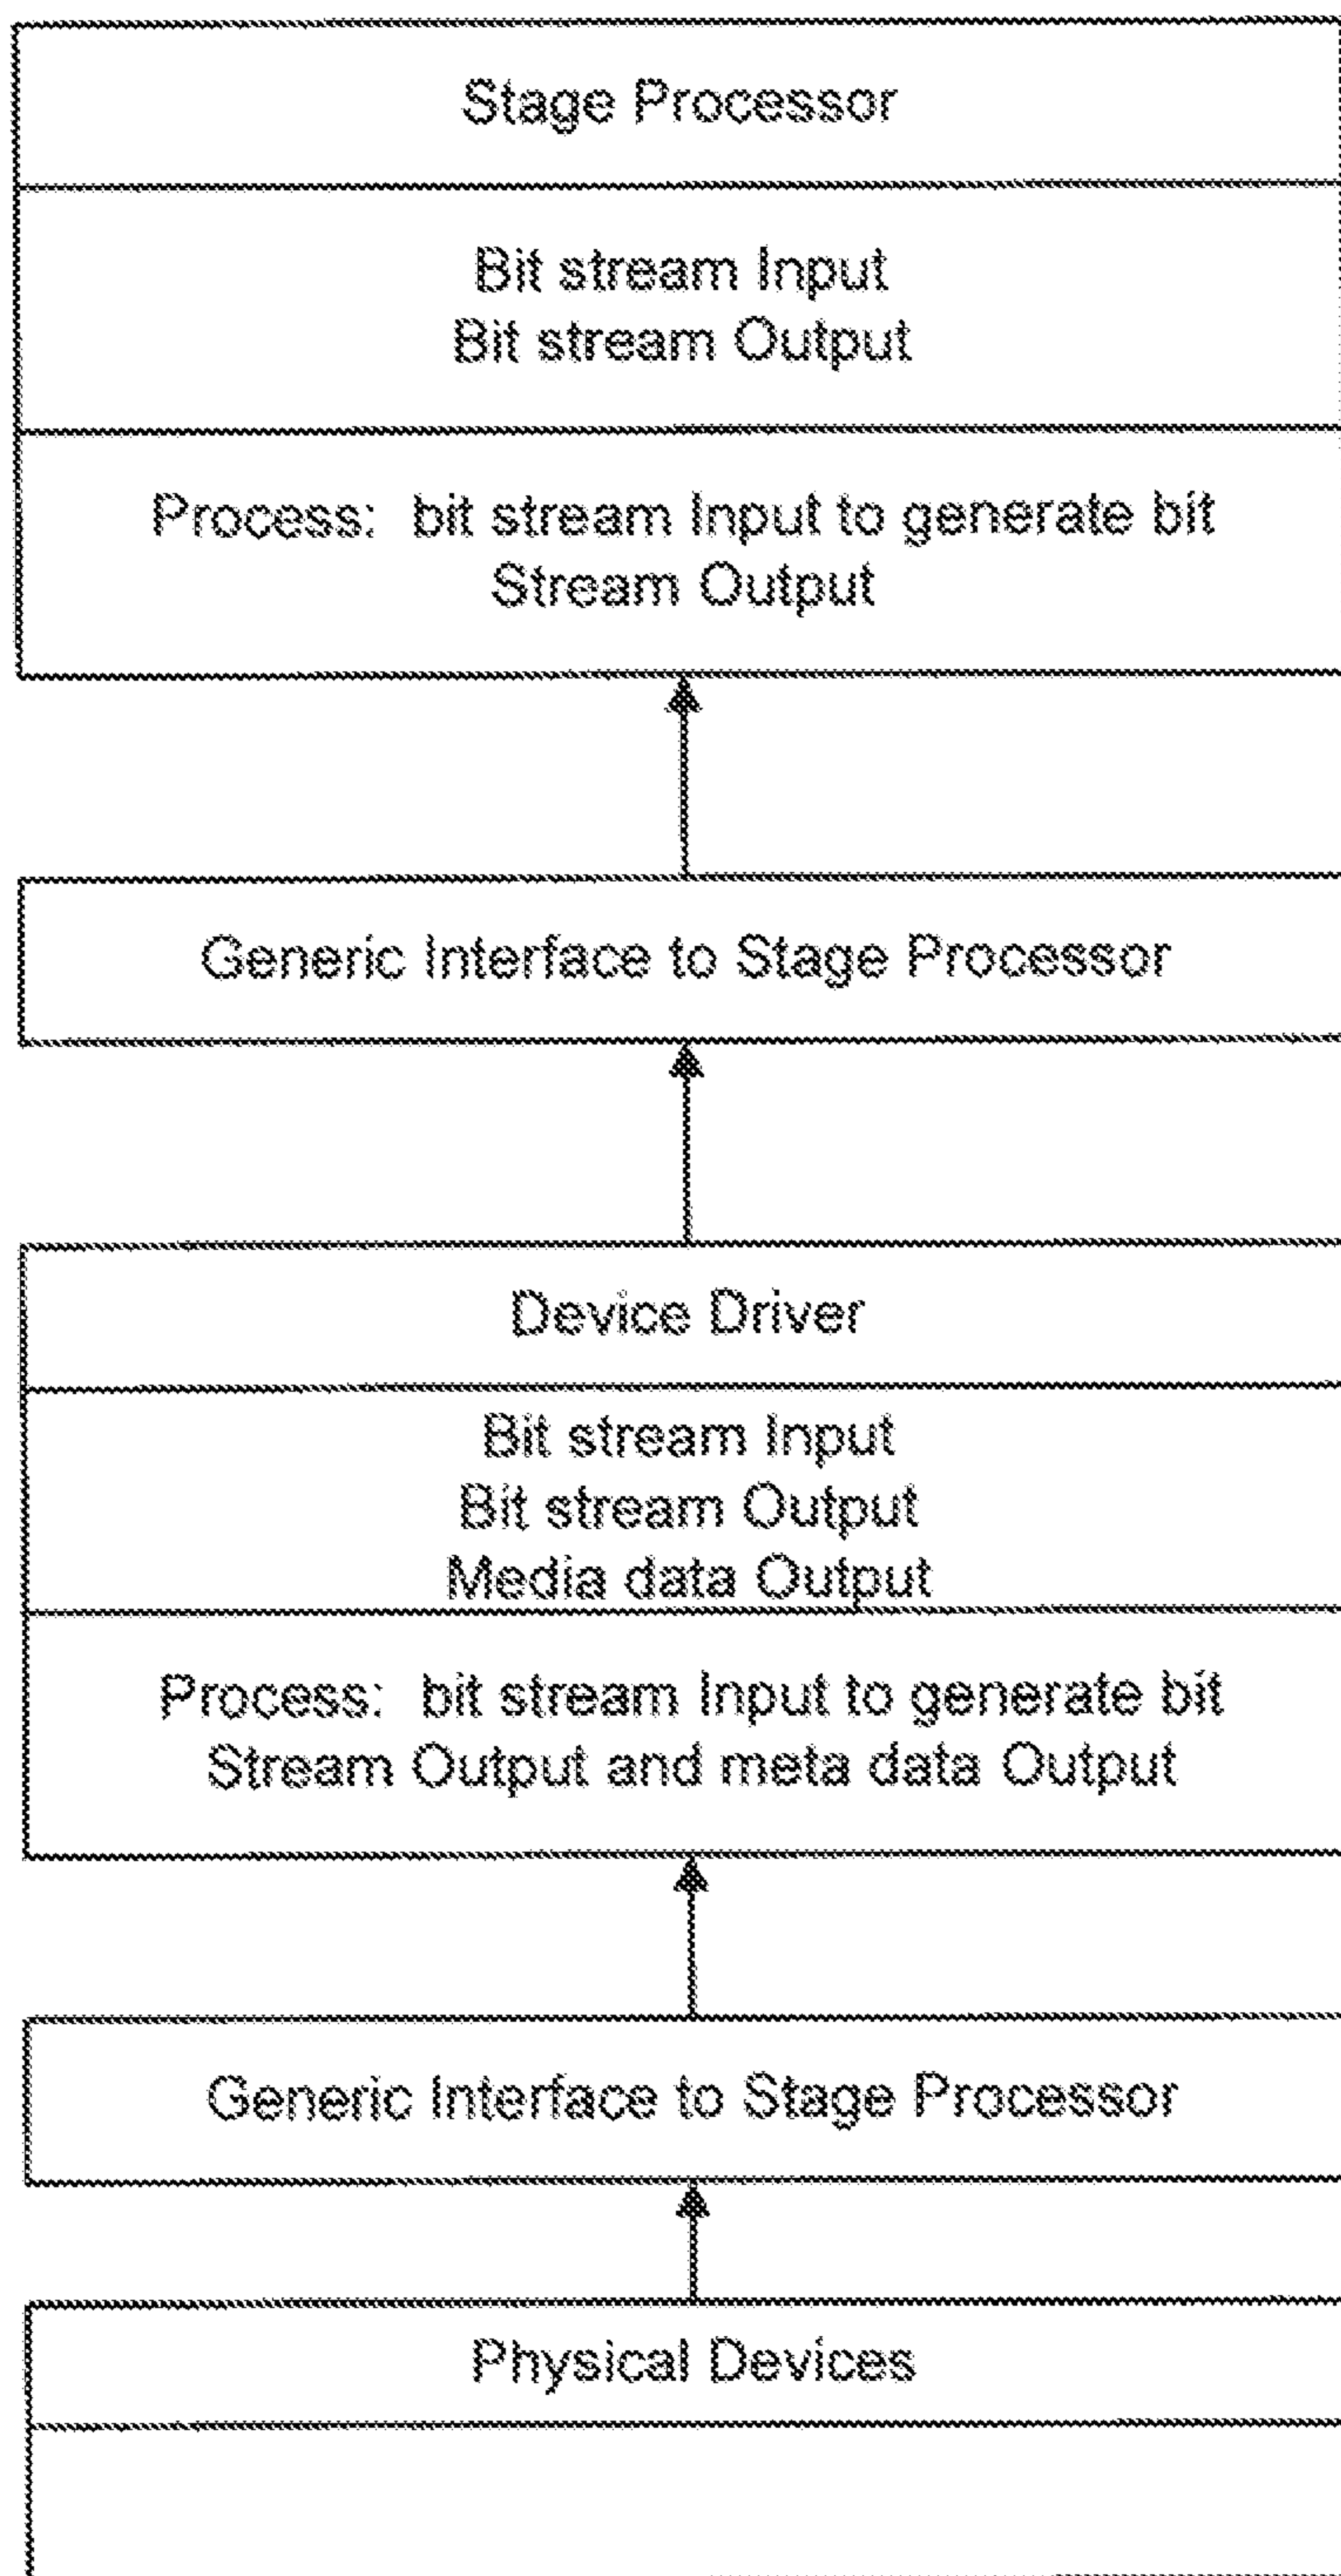 Stage Processor
Bit stream Input
Bit stream Output
Process: bit stream Input to generate bit
Stream Output
Generic Interface to Stage Processor
Device Driver
Bit stream Input
Bit stream Output
Media data Output
Process: bit stream Input to generate bit
Stream Output and meta data Output
Generic Interface to Stage Processor
Physical Devices